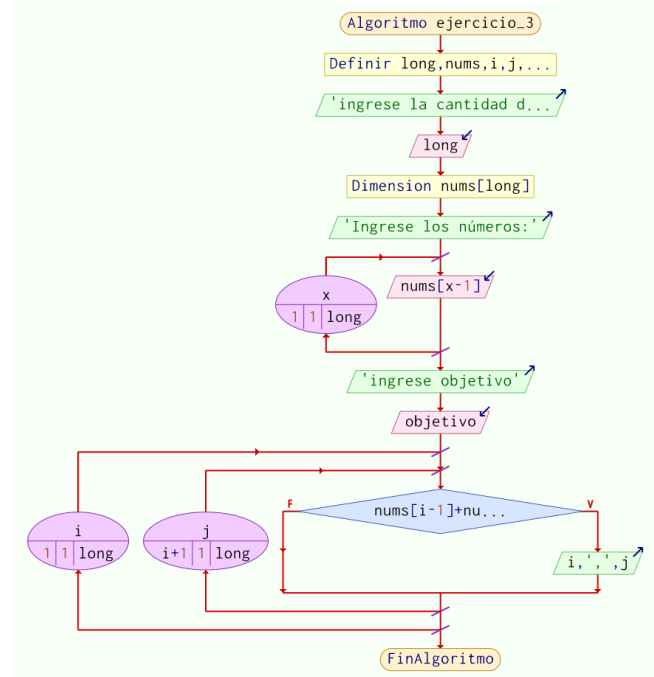 Algoritmo ejercicio_3
Definir long,nums,i,j,...
'ingrese la cantidad d...
long
Dimension nums[long]
'Ingrese los números:'
nums[x-1]
x
1 1 long
'ingrese objetivo'
objetivo
i
1 1 long
j
i+1 1 long
F
nums[i-1]+nu...
V
i,',',j
FinAlgoritmo